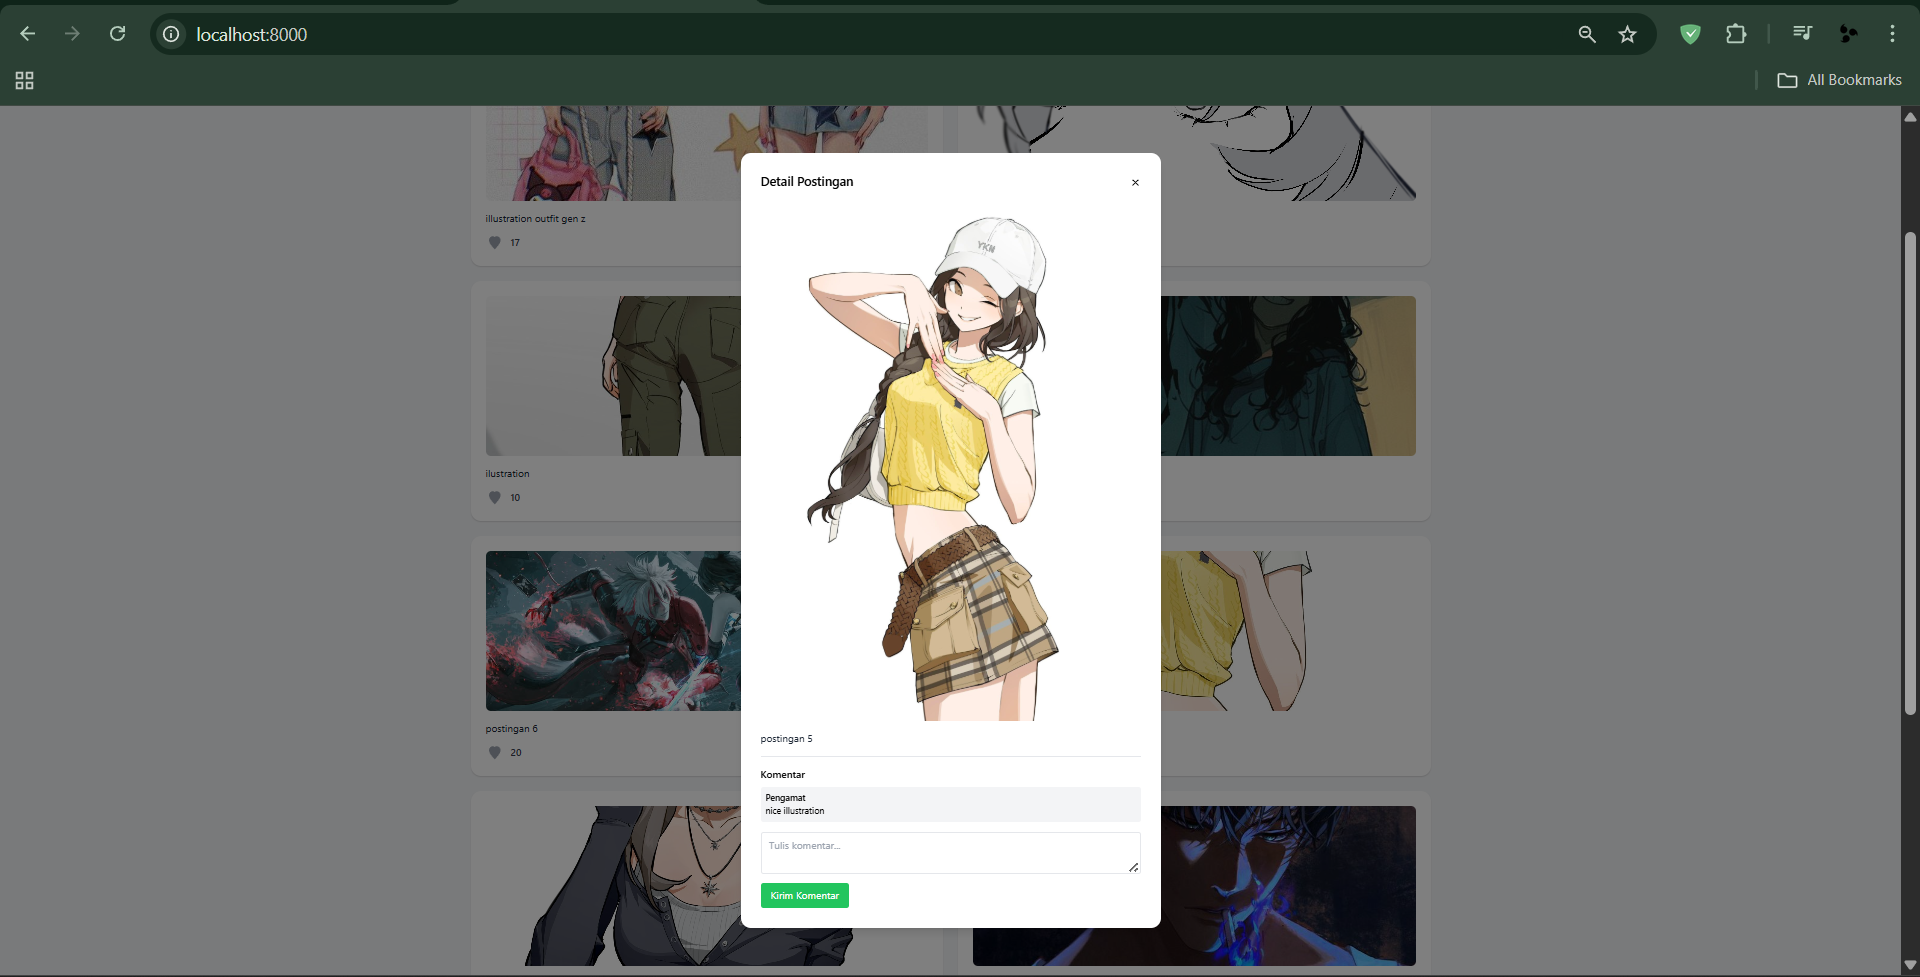 localhost:8000
All Bookmarks
illustration outfit gen z
17
ilustration
10
postingan 6
20
Detail Postingan
×
YKN
postingan 5
Komentar
Pengamat
nice illustration
Tulis komentar...
Kirim Komentar